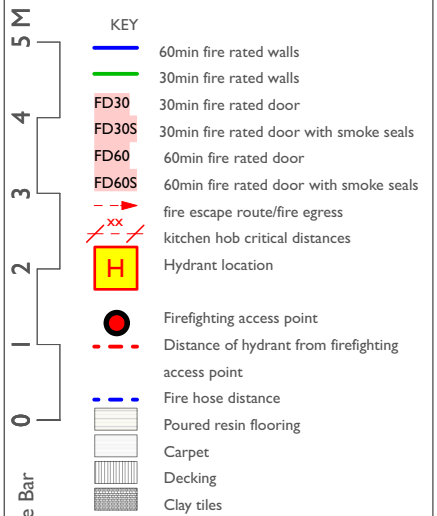 KEY
60min fire rated walls
30min fire rated walls
FD30 30min fire rated door
FD30S 30min fire rated door with smoke seals
FD60 60min fire rated door
FD60S 60min fire rated door with smoke seals
fire escape route/fire egress
xx kitchen hob critical distances
H Hydrant location
Firefighting access point
Distance of hydrant from firefighting
access point
Fire hose distance
Poured resin flooring
Carpet
Decking
Clay tiles
Bar 0 1 2 3 4 5 M